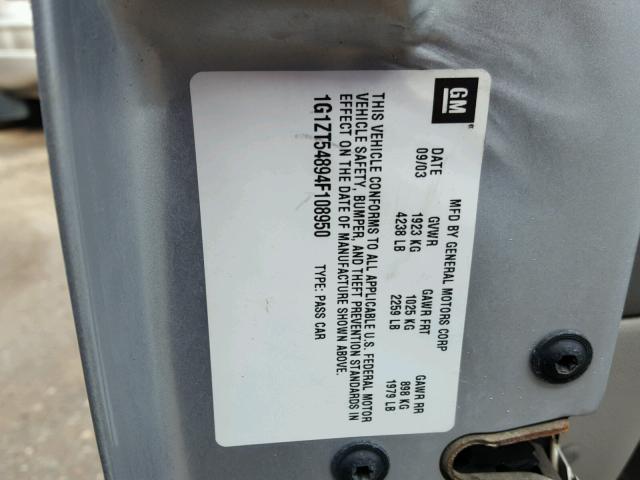 GM
MFD BY GENERAL MOTORS CORP
DATE GVWR GAWR FRT GAWR RR
09/03 1923 KG 1025 KG 898 KG
4238 LB 2259 LB 1979 LB
THIS VEHICLE CONFORMS TO ALL APPLICABLE U.S. FEDERAL MOTOR
VEHICLE SAFETY, BUMPER, AND THEFT PREVENTION STANDARDS IN
EFFECT ON THE DATE OF MANUFACTURE SHOWN ABOVE.
1G1ZT54894F108950 TYPE: PASS CAR